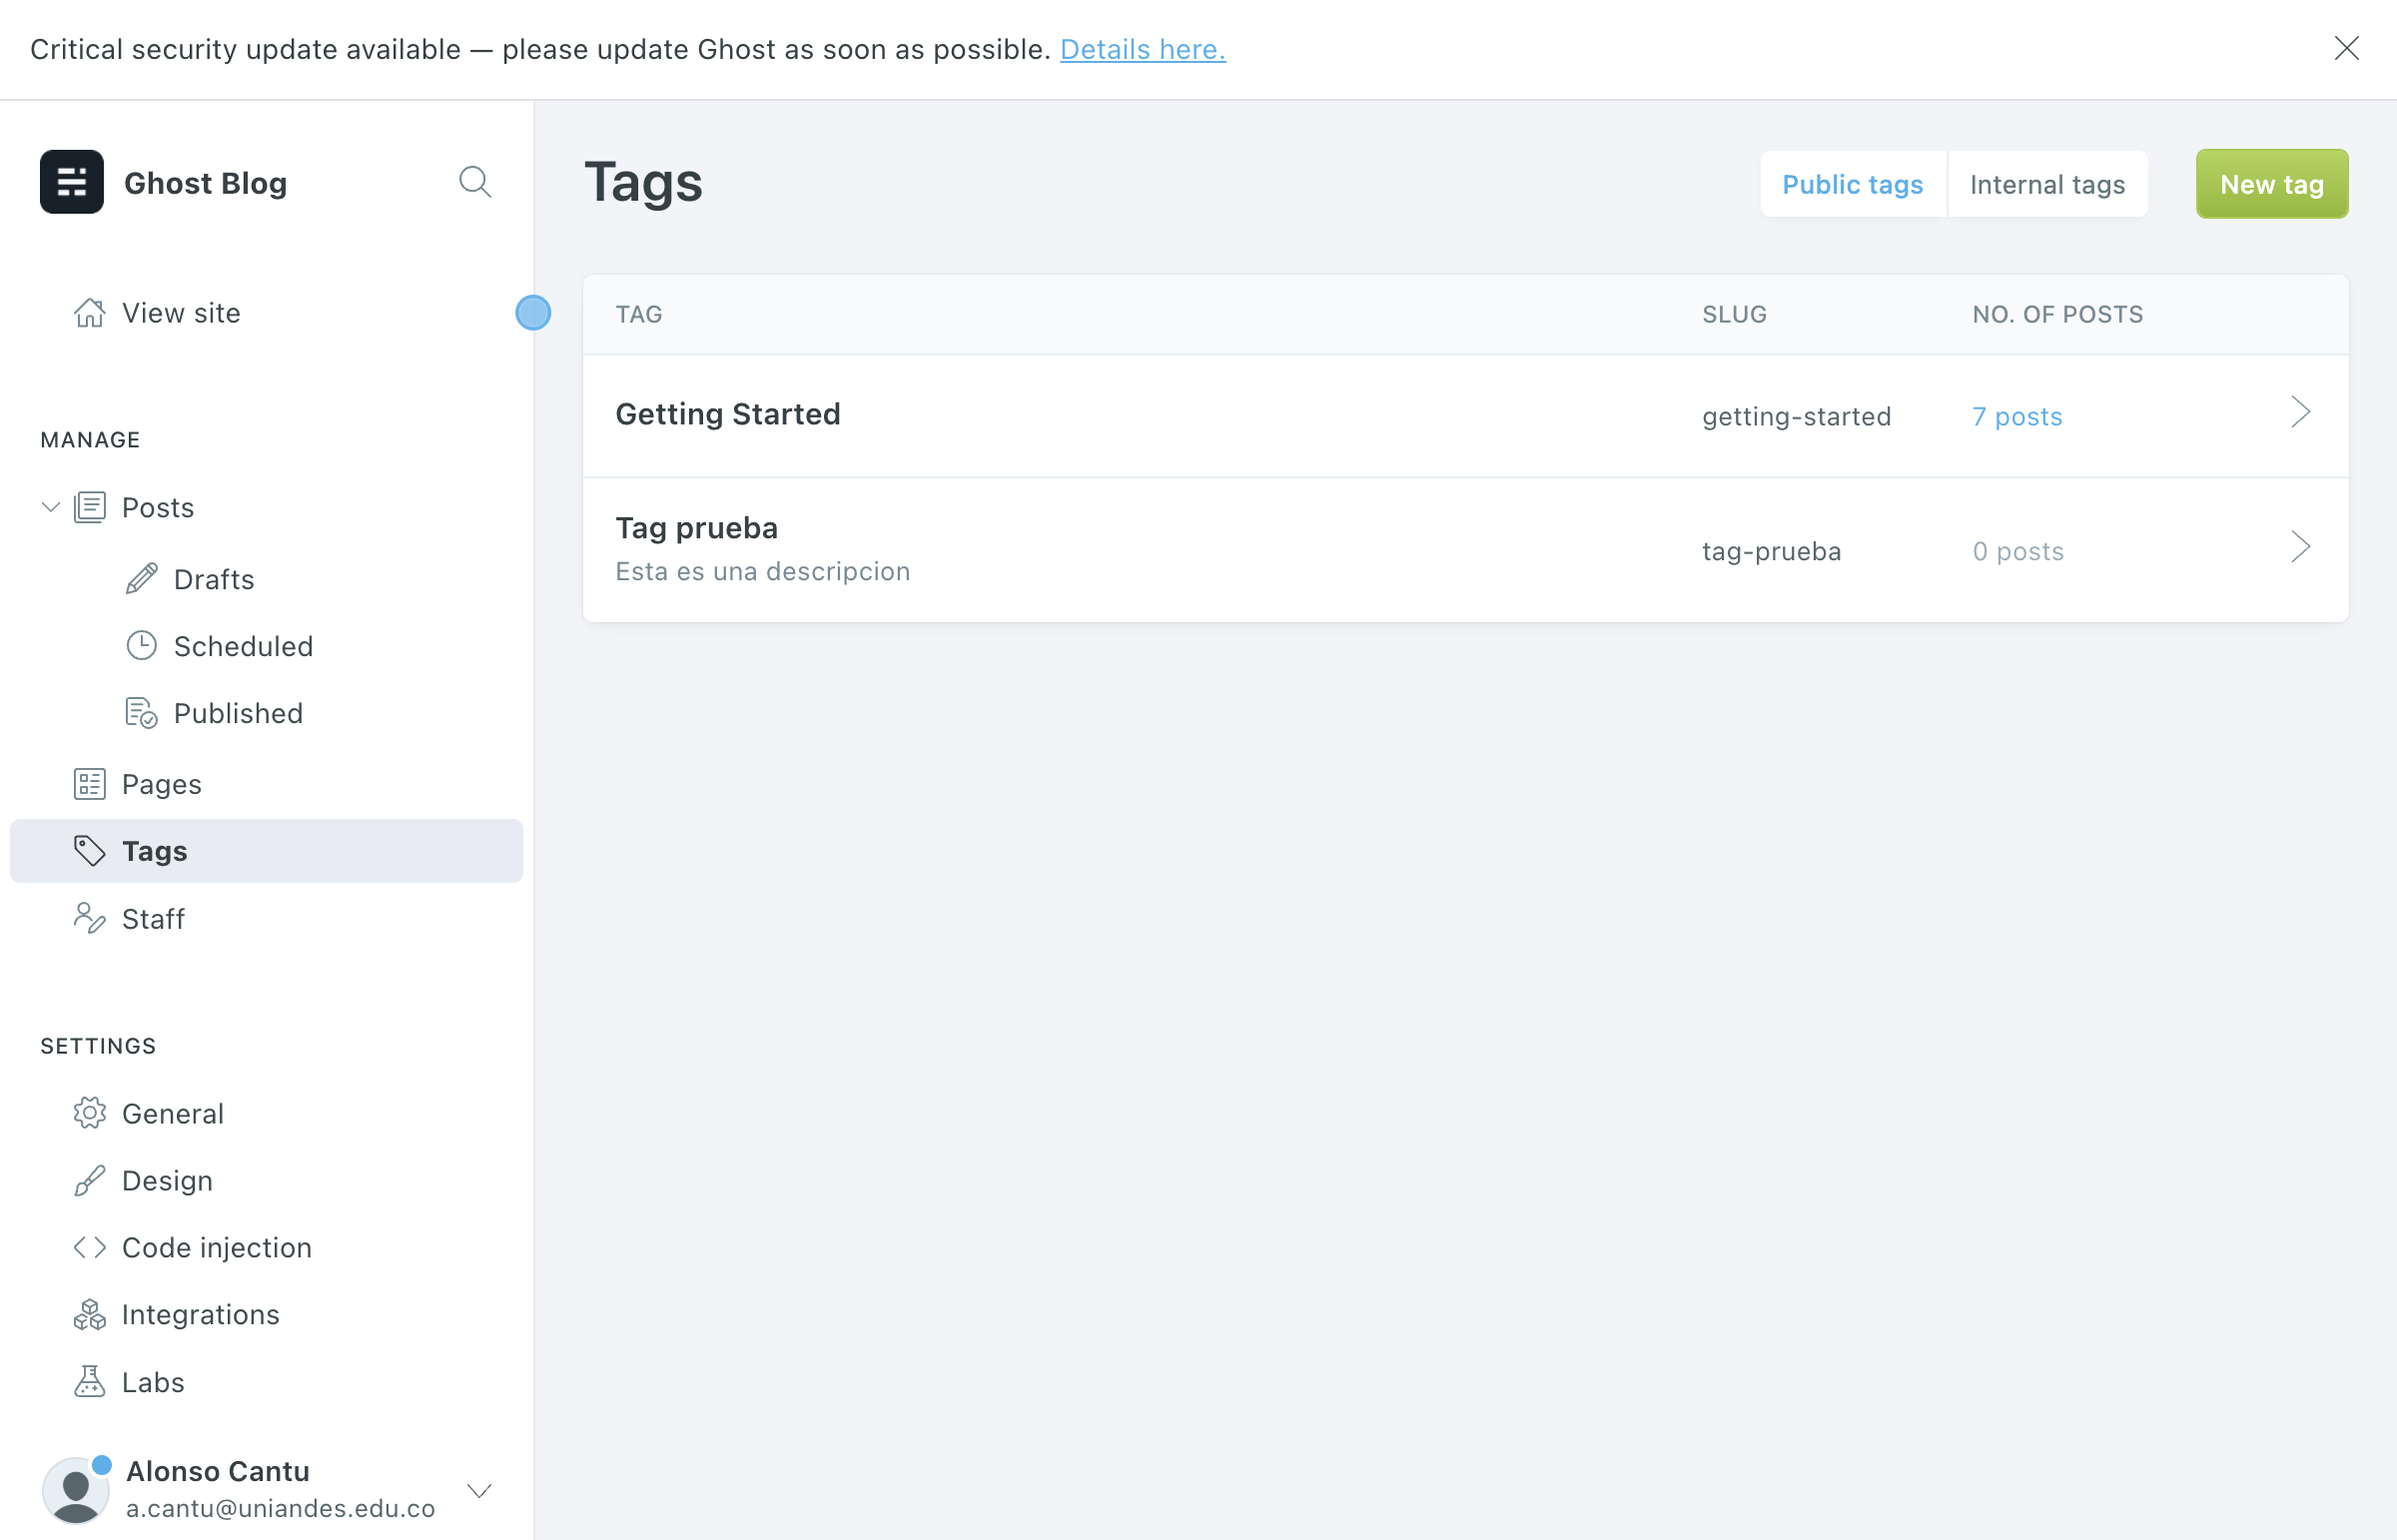 Critical security update available — please update Ghost as soon as possible. Details here.
Ghost Blog
View site
MANAGE
Posts
Drafts
Scheduled
Published
Pages
Tags
Staff
SETTINGS
General
Design
Code injection
Integrations
Labs
Alonso Cantu
a.cantu@uniandes.edu.co
Tags
Public tags Internal tags New tag
TAG SLUG NO. OF POSTS
Getting Started getting-started 7 posts
Tag prueba
Esta es una descripcion tag-prueba 0 posts